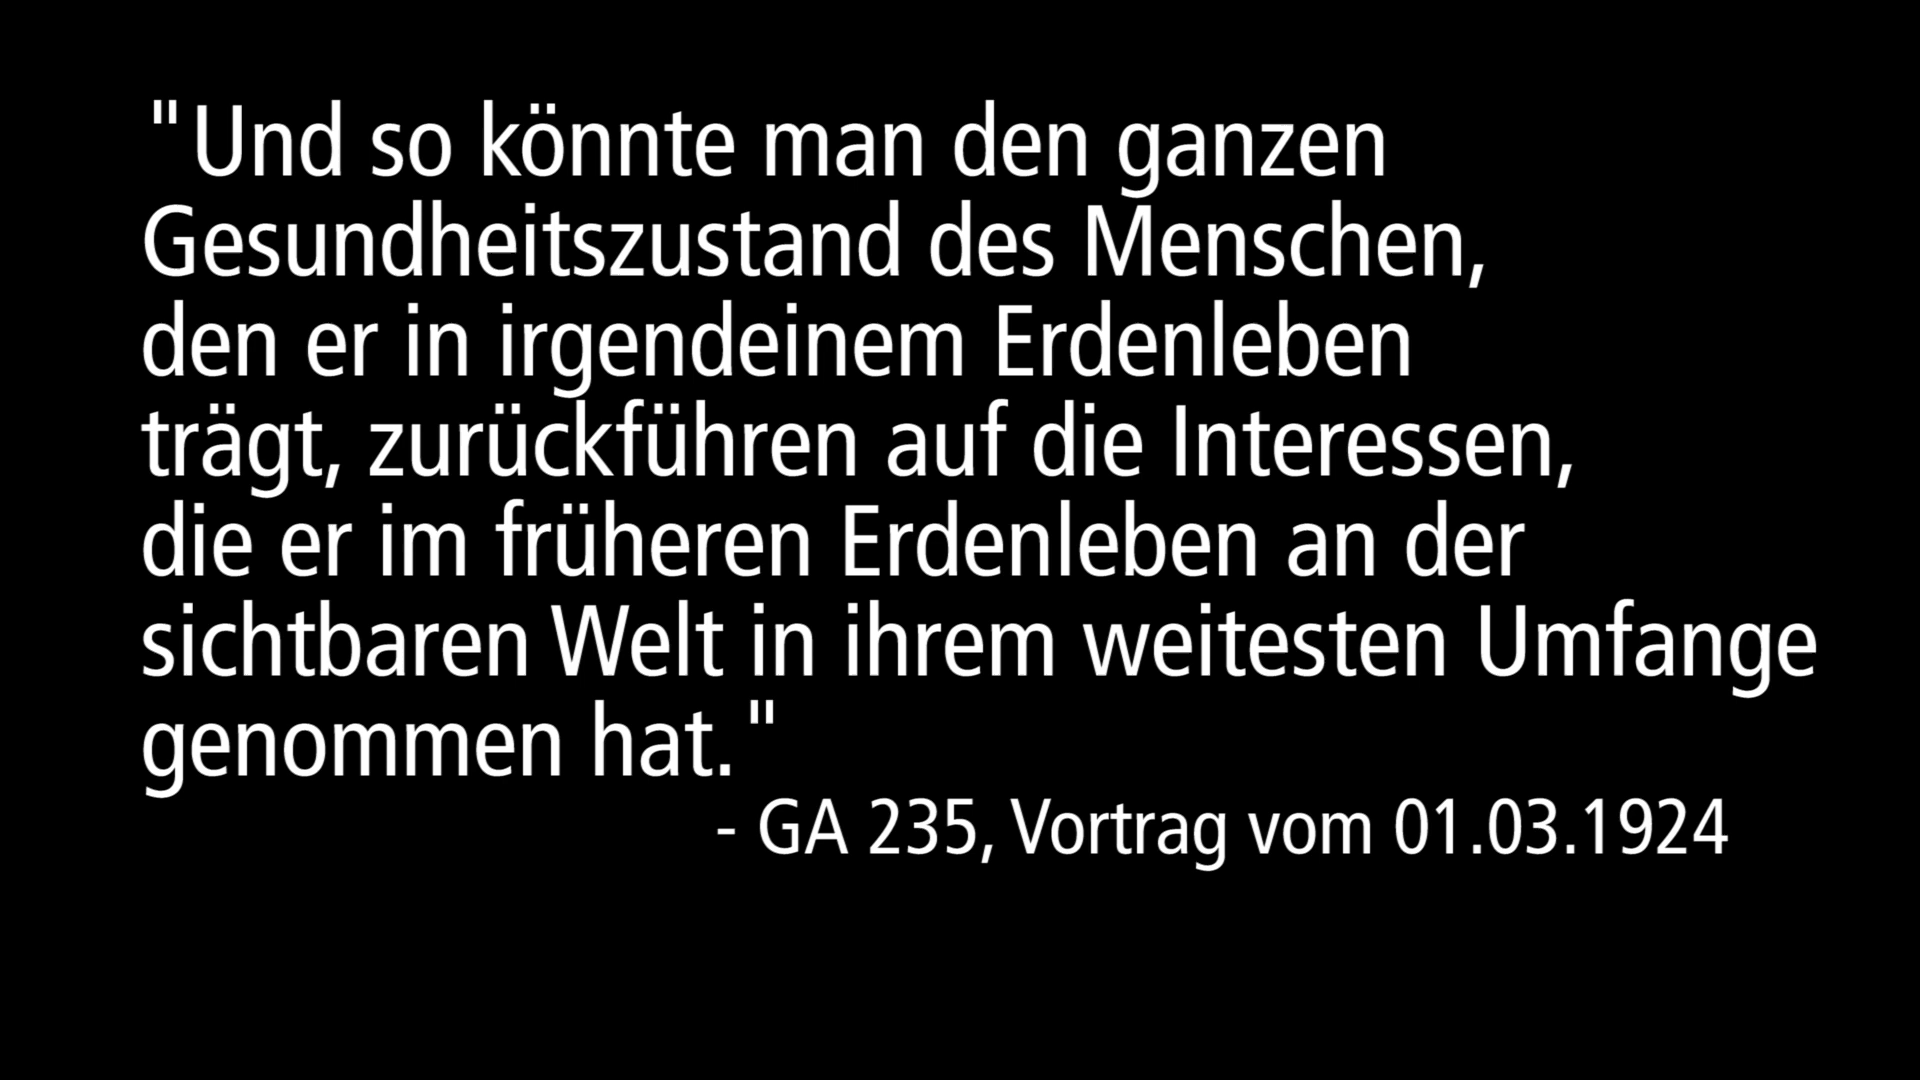 "Und so könnte man den ganzen
Gesundheitszustand des Menschen,
den er in irgendeinem Erdenleben
trägt, zurückführen auf die Interessen,
die er im früheren Erdenleben an der
sichtbaren Welt in ihrem weitesten Umfange
genommen hat."
- GA 235, Vortrag vom 01.03.1924